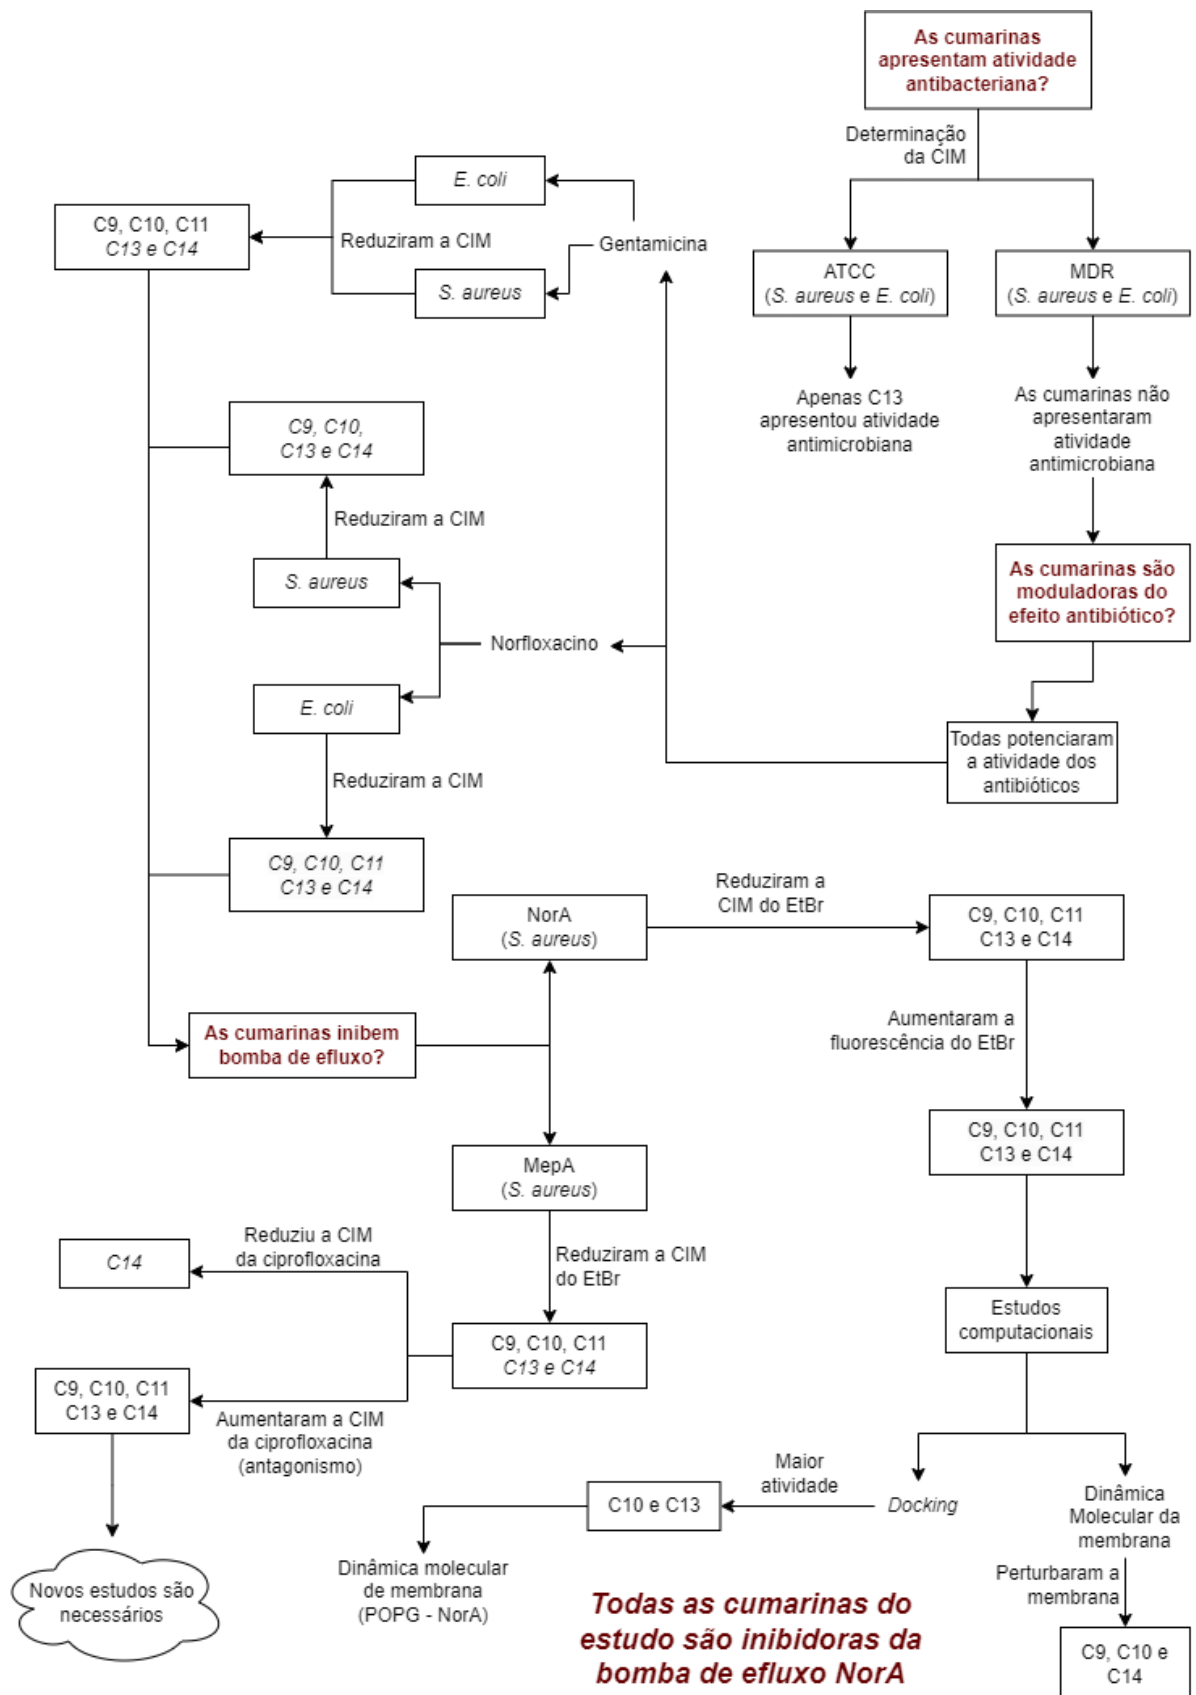 As cumarinas
apresentam atividade
antibacteriana?
Determinação
da CIM
ATCC
(S. aureus e E. coli)
MDR
(S. aureus e E. coli)
Apenas C13
apresentou atividade
antimicrobiana
As cumarinas não
apresentaram
atividade
antimicrobiana
As cumarinas são
moduladoras do
efeito antibiótico?
Todas potenciaram
a atividade dos
antibióticos
Gentamicina
E. coli
S. aureus
Reduziram a CIM
C9, C10, C11
C13 e C14
Norfloxacino
S. aureus
Reduziram a CIM
C9, C10,
C13 e C14
E. coli
Reduziram a CIM
C9, C10, C11
C13 e C14
As cumarinas inibem
bomba de efluxo?
NorA
(S. aureus)
Reduziram a
CIM do EtBr
C9, C10, C11
C13 e C14
Aumentaram a
fluorescência do EtBr
C9, C10, C11
C13 e C14
Estudos
computacionais
MepA
(S. aureus)
Reduziram a CIM
do EtBr
C9, C10, C11
C13 e C14
Reduziu a CIM
da ciprofloxacina
C14
Aumentaram a CIM
da ciprofloxacina
(antagonismo)
C9, C10, C11
C13 e C14
Novos estudos são
necessários
Docking
Maior
atividade
C10 e C13
Dinâmica molecular
de membrana
(POPG - NorA)
Dinâmica
Molecular da
membrana
Perturbaram a
membrana
C9, C10 e
C14
Todas as cumarinas do
estudo são inibidoras da
bomba de efluxo NorA